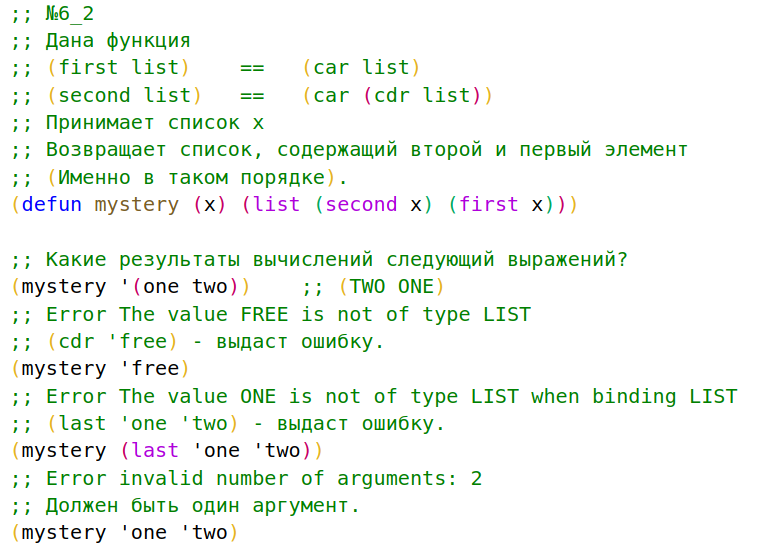 ;; №6_2
;; Дана функция
;; (first list)    ==   (car list)
;; (second list)   ==   (car (cdr list))
;; Принимает список x
;; Возвращает список, содержащий второй и первый элемент
;; (Именно в таком порядке).
(defun mystery (x) (list (second x) (first x)))

;; Какие результаты вычислений следующий выражений?
(mystery '(one two))    ;; (TWO ONE)
;; Error The value FREE is not of type LIST
;; (cdr 'free) - выдаст ошибку.
(mystery 'free)
;; Error The value ONE is not of type LIST when binding LIST
;; (last 'one 'two) - выдаст ошибку.
(mystery (last 'one 'two))
;; Error invalid number of arguments: 2
;; Должен быть один аргумент.
(mystery 'one 'two)